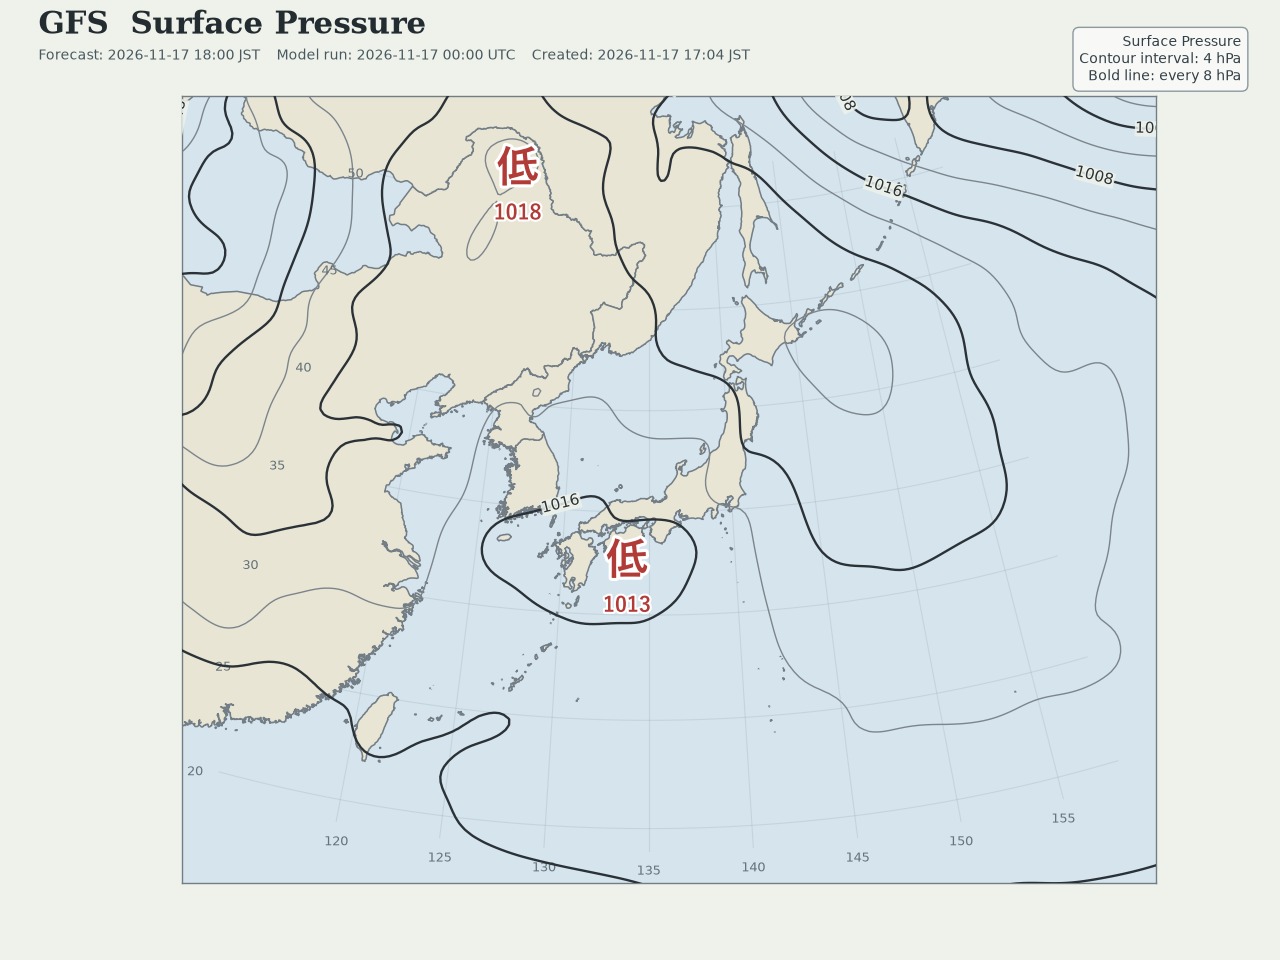 GFS  Surface Pressure
Forecast: 2026-11-17 18:00 JST    Model run: 2026-11-17 00:00 UTC    Created: 2026-11-17 17:04 JST
Surface Pressure
Contour interval: 4 hPa
Bold line: every 8 hPa
50
低
1018
1016
1008
45
40
35
1016
低
1013
30
25
20
120
125
130
135
140
145
150
155